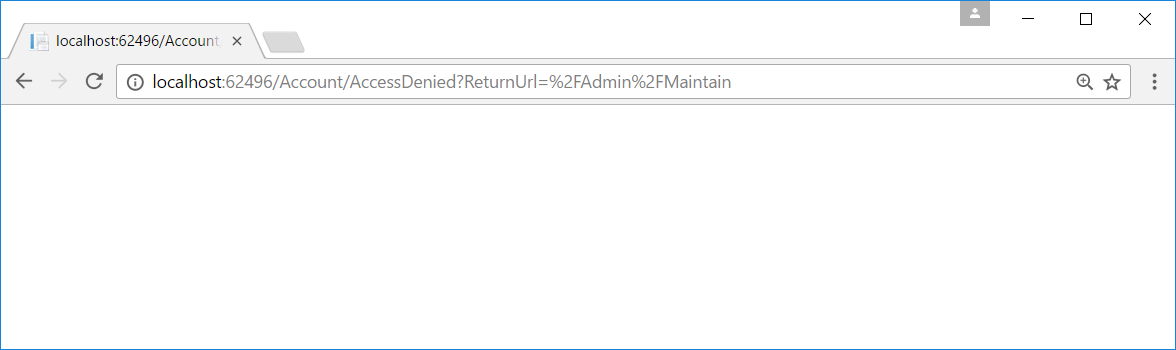 localhost:62496/Account
localhost:62496/Account/AccessDenied?ReturnUrl=%2FAdmin%2FMaintain